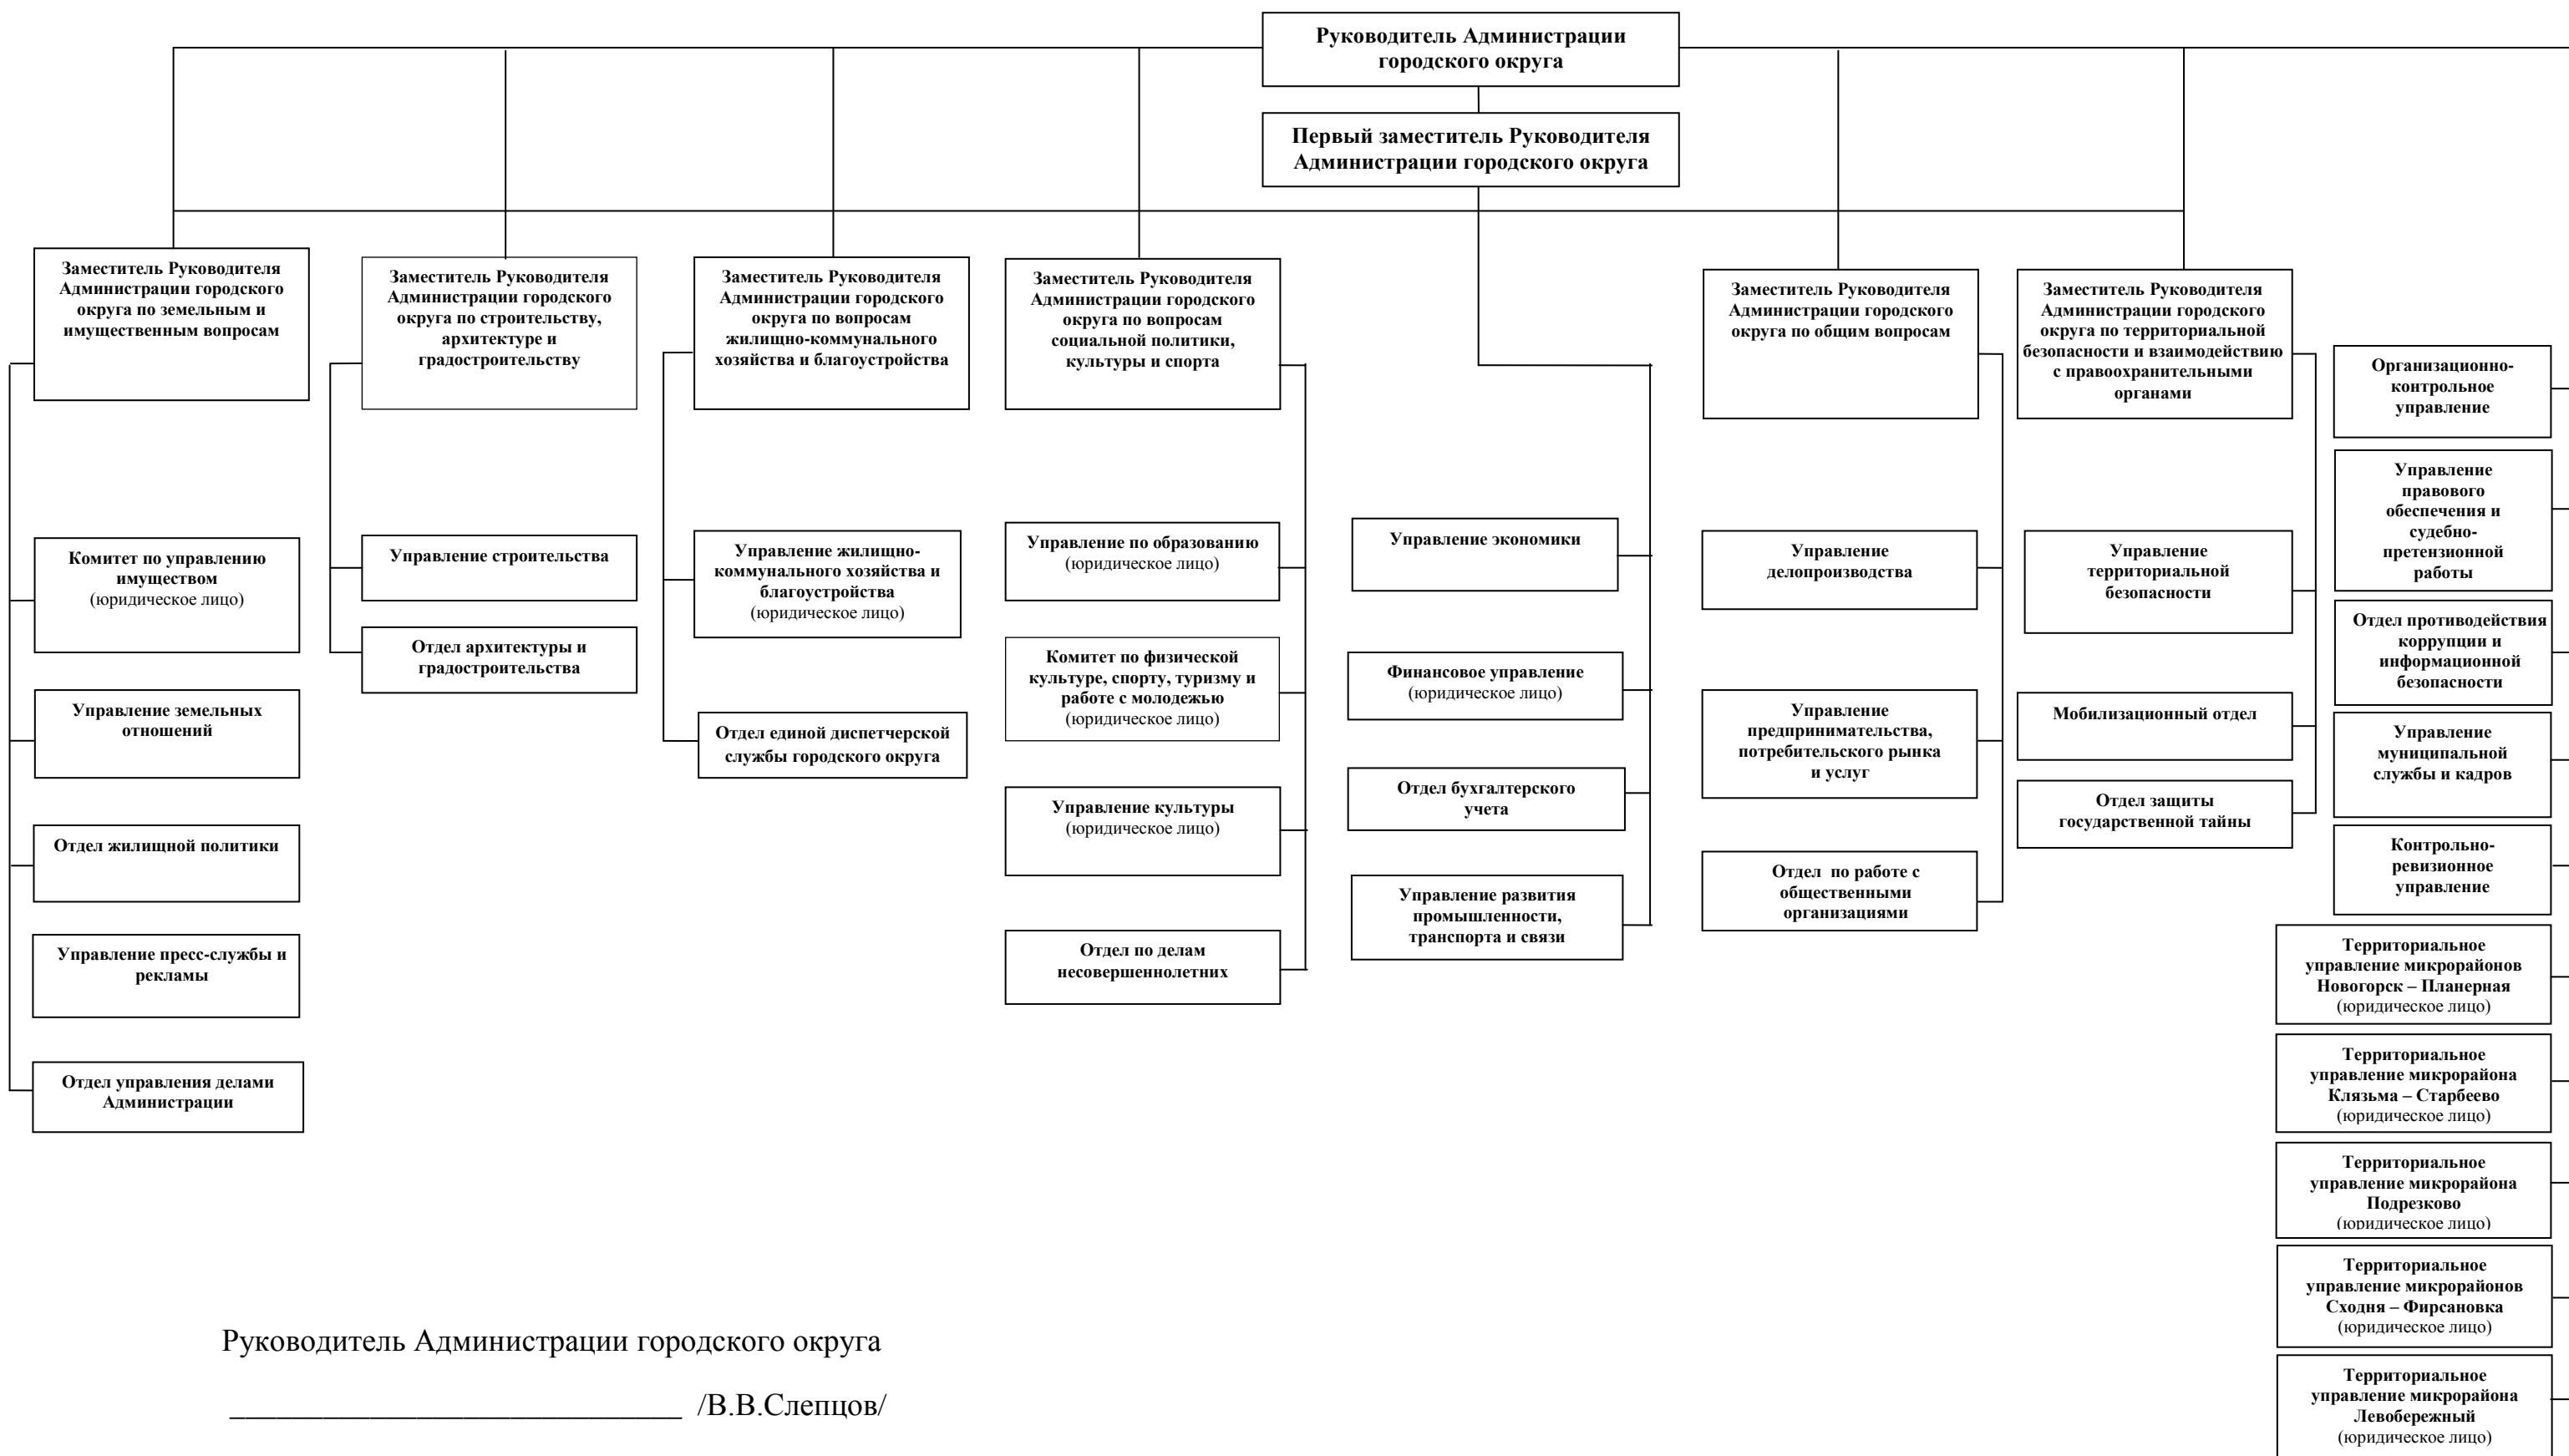 Руководитель Администрации
городского округа
Первый заместитель Руководителя
Администрации городского округа
Заместитель Руководителя
Администрации городского
округа по земельным и
имущественным вопросам
Комитет по управлению
имуществом
(юридическое лицо)
Управление земельных
отношений
Отдел жилищной политики
Управление пресс-службы и
рекламы
Отдел управления делами
Администрации
Заместитель Руководителя
Администрации городского
округа по строительству,
архитектуре и
градостроительству
Управление строительства
Отдел архитектуры и
градостроительства
Заместитель Руководителя
Администрации городского
округа по вопросам
жилищно-коммунального
хозяйства и благоустройства
Управление жилищно-
коммунального хозяйства и
благоустройства
(юридическое лицо)
Отдел единой диспетчерской
службы городского округа
Заместитель Руководителя
Администрации городского
округа по вопросам
социальной политики,
культуры и спорта
Управление по образованию
(юридическое лицо)
Комитет по физической
культуре, спорту, туризму и
работе с молодежью
(юридическое лицо)
Управление культуры
(юридическое лицо)
Отдел по делам
несовершеннолетних
Управление экономики
Финансовое управление
(юридическое лицо)
Отдел бухгалтерского
учета
Управление развития
промышленности,
транспорта и связи
Заместитель Руководителя
Администрации городского
округа по общим вопросам
Управление
делопроизводства
Управление
предпринимательства,
потребительского рынка
и услуг
Отдел по работе с
общественными
организациями
Заместитель Руководителя
Администрации городского
округа по территориальной
безопасности и взаимодействию
с правоохранительными
органами
Управление
территориальной
безопасности
Мобилизационный отдел
Отдел защиты
государственной тайны
Организационно-
контрольное
управление
Управление
правового
обеспечения и
судебно-
претензионной
работы
Отдел противодействия
коррупции и
информационной
безопасности
Управление
муниципальной
службы и кадров
Контрольно-
ревизионное
управление
Территориальное
управление микрорайонов
Новогорск – Планерная
(юридическое лицо)
Территориальное
управление микрорайона
Клязьма – Старбеево
(юридическое лицо)
Территориальное
управление микрорайона
Подрезково
(юридическое лицо)
Территориальное
управление микрорайонов
Сходня – Фирсановка
(юридическое лицо)
Территориальное
управление микрорайона
Левобережный
(юридическое лицо)
Руководитель Администрации городского округа
_____________________________ /В.В.Слепцов/